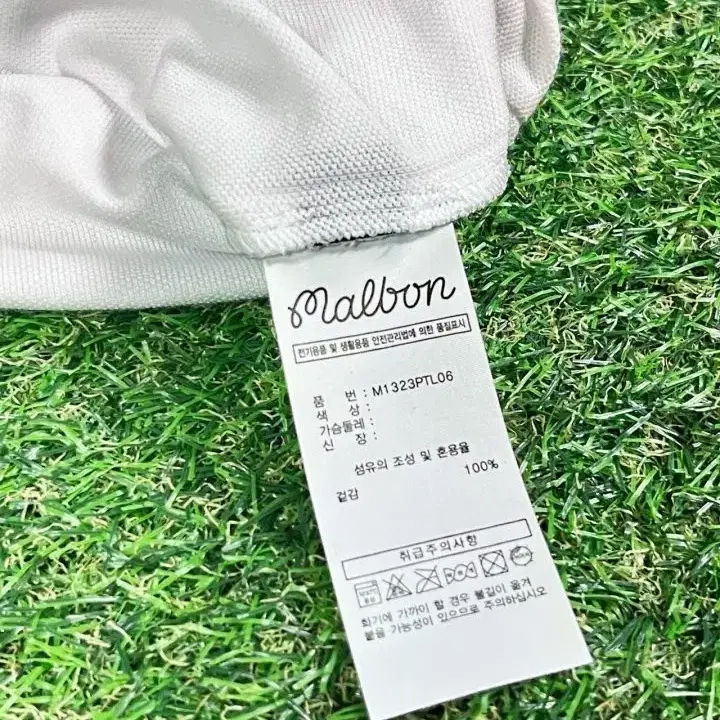 malbon
전기용품 및 생활용품 안전관리법에 의한 품질표시
품 번 : M1323PTL06
색 상 :
가슴둘레 :
신 장 :
섬유의 조성 및 혼용율
겉감 100%
취급주의사항
화기에 가까이 할 경우 불길이 옮겨
붙을 가능성이 있으므로 주의하십시오